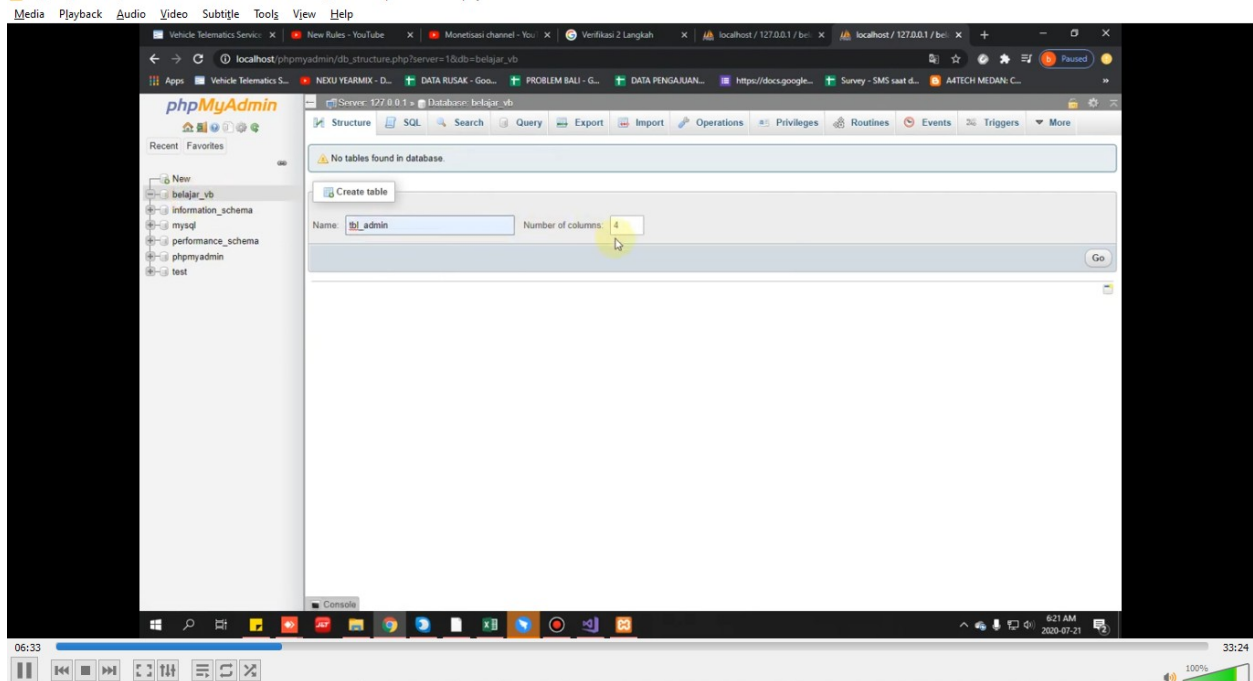 Media Playback Audio Video Subtitle Tools View Help
Vehicle Telematics Service New Rules - YouTube Monetisasi channel - You Verifikasi 2 Langkah localhost / 127.0.0.1 / bel localhost / 127.0.0.1 / bel
localhost/phpmyadmin/db_structure.php?server=1&db=belajar_vb Paused
Apps Vehicle Telematics S... NEXU YEARMIX - D... DATA RUSAK - Goo... PROBLEM BALI - G... DATA PENGAJUAN... https://docs.google... Survey - SMS saat d... A4TECH MEDAN: C... »
phpMyAdmin
Recent Favorites
New
belajar_vb
information_schema
mysql
performance_schema
phpmyadmin
test
Server: 127.0.0.1 » Database: belajar_vb
Structure SQL Search Query Export Import Operations Privileges Routines Events Triggers More
No tables found in database.
Create table
Name: tbl_admin Number of columns: 4
Go
Console
6:21 AM
2020-07-21
06:33 33:24
100%